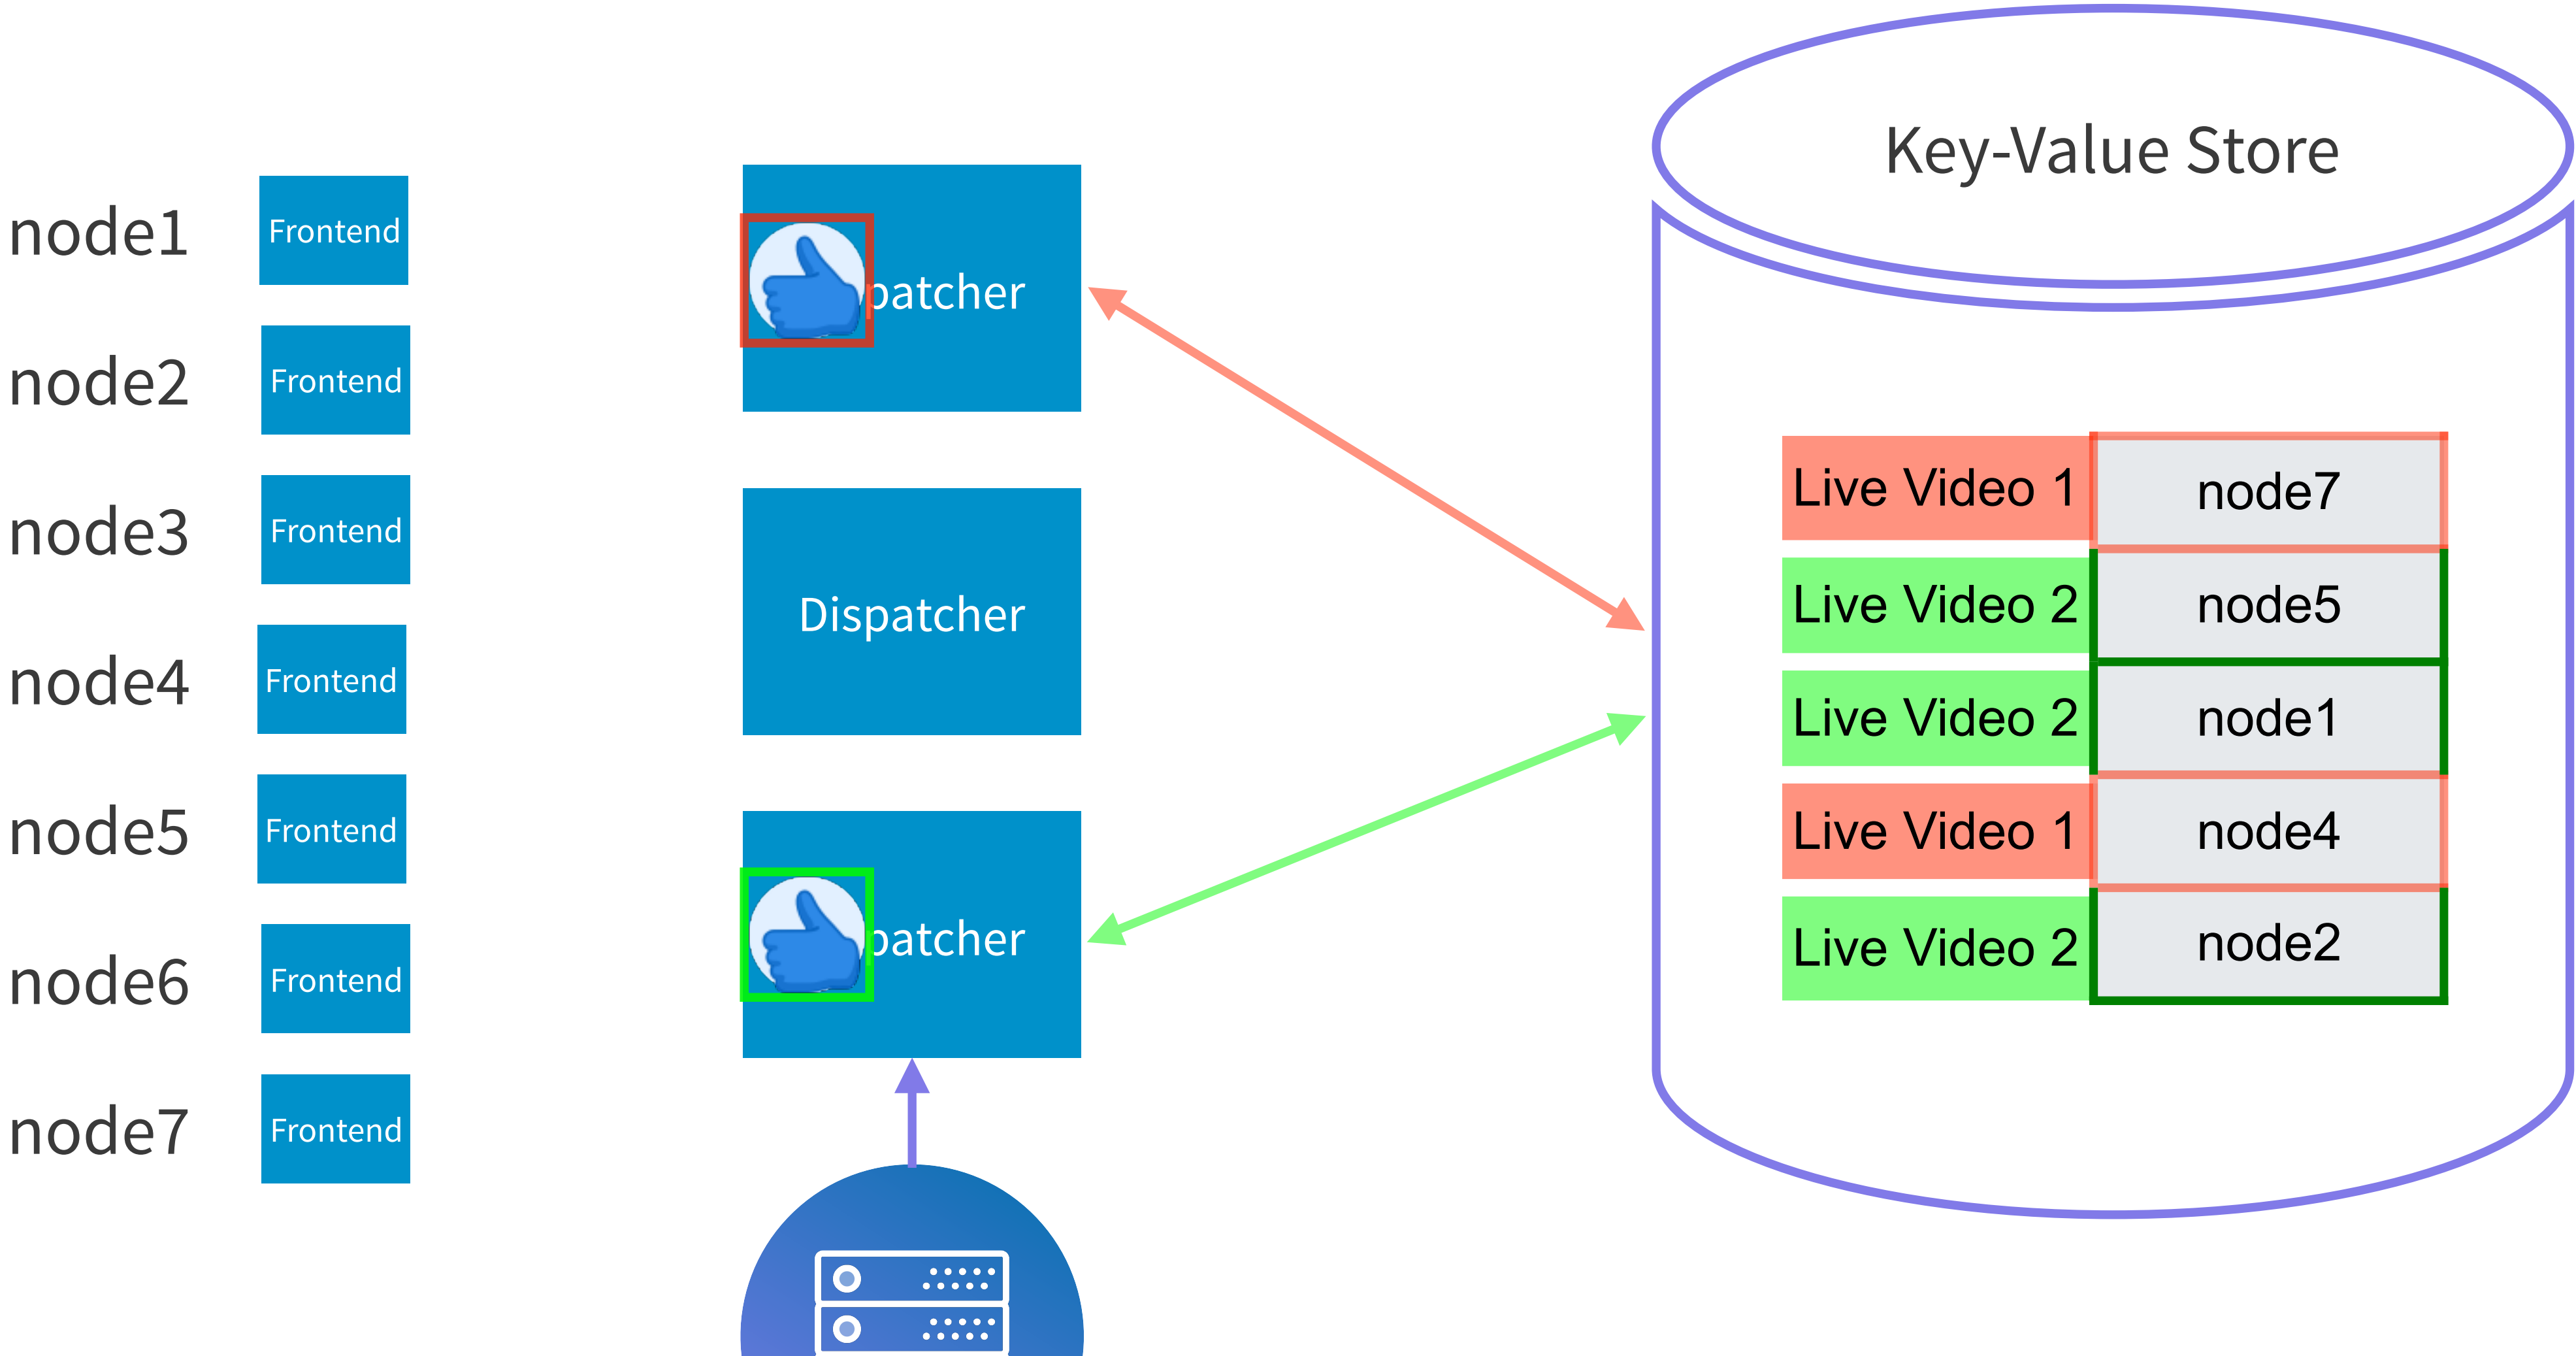 Key-Value Store
node1
Frontend
node2
Frontend
node3
Frontend
node4
Frontend
node5
Frontend
node6
Frontend
node7
Frontend
patcher
Dispatcher
patcher
Live Video 1 node7
Live Video 2 node5
Live Video 2 node1
Live Video 1 node4
Live Video 2 node2